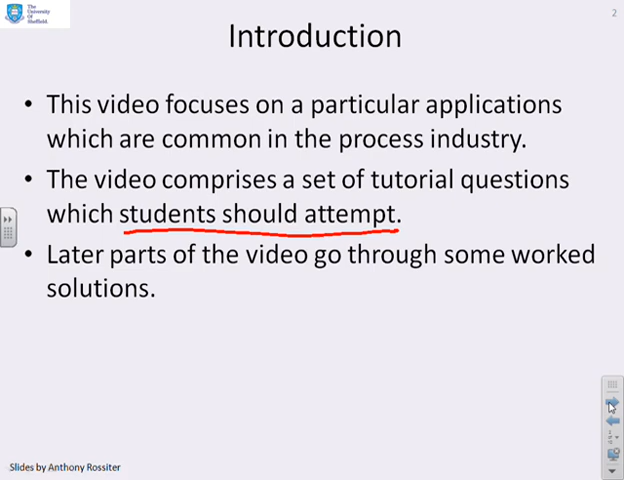 The
University
Of
Sheffield.
2
Introduction
• This video focuses on a particular applications
which are common in the process industry.
• The video comprises a set of tutorial questions
which students should attempt.
• Later parts of the video go through some worked
solutions.
Slides by Anthony Rossiter